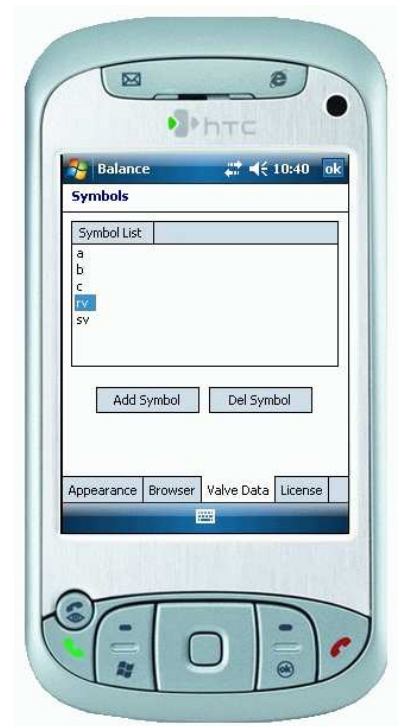 hTC
Balance 10:40 ok
Symbols
Symbol List
a
b
c
rv
sv
Add Symbol Del Symbol
Appearance Browser Valve Data License
ok